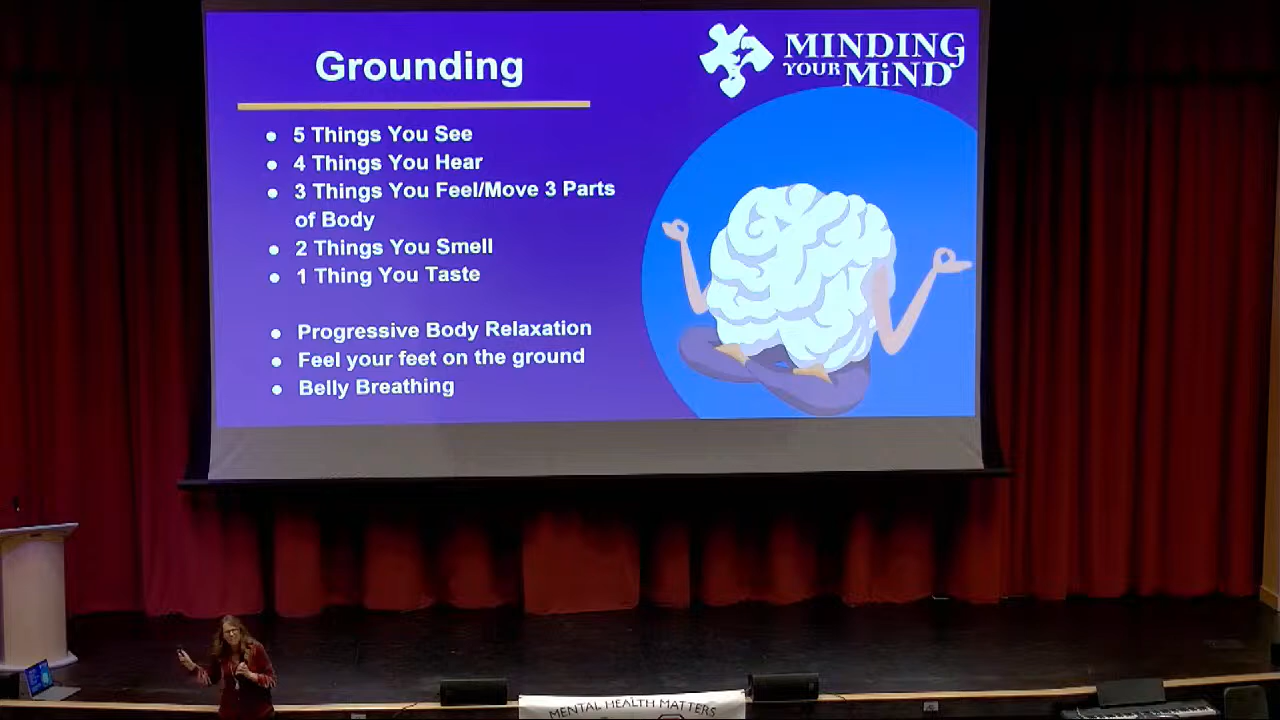 Grounding
MINDING
YOUR MiND
5 Things You See
4 Things You Hear
3 Things You Feel/Move 3 Parts
of Body
2 Things You Smell
1 Thing You Taste
Progressive Body Relaxation
Feel your feet on the ground
Belly Breathing
MENTAL HEALTH MATTERS